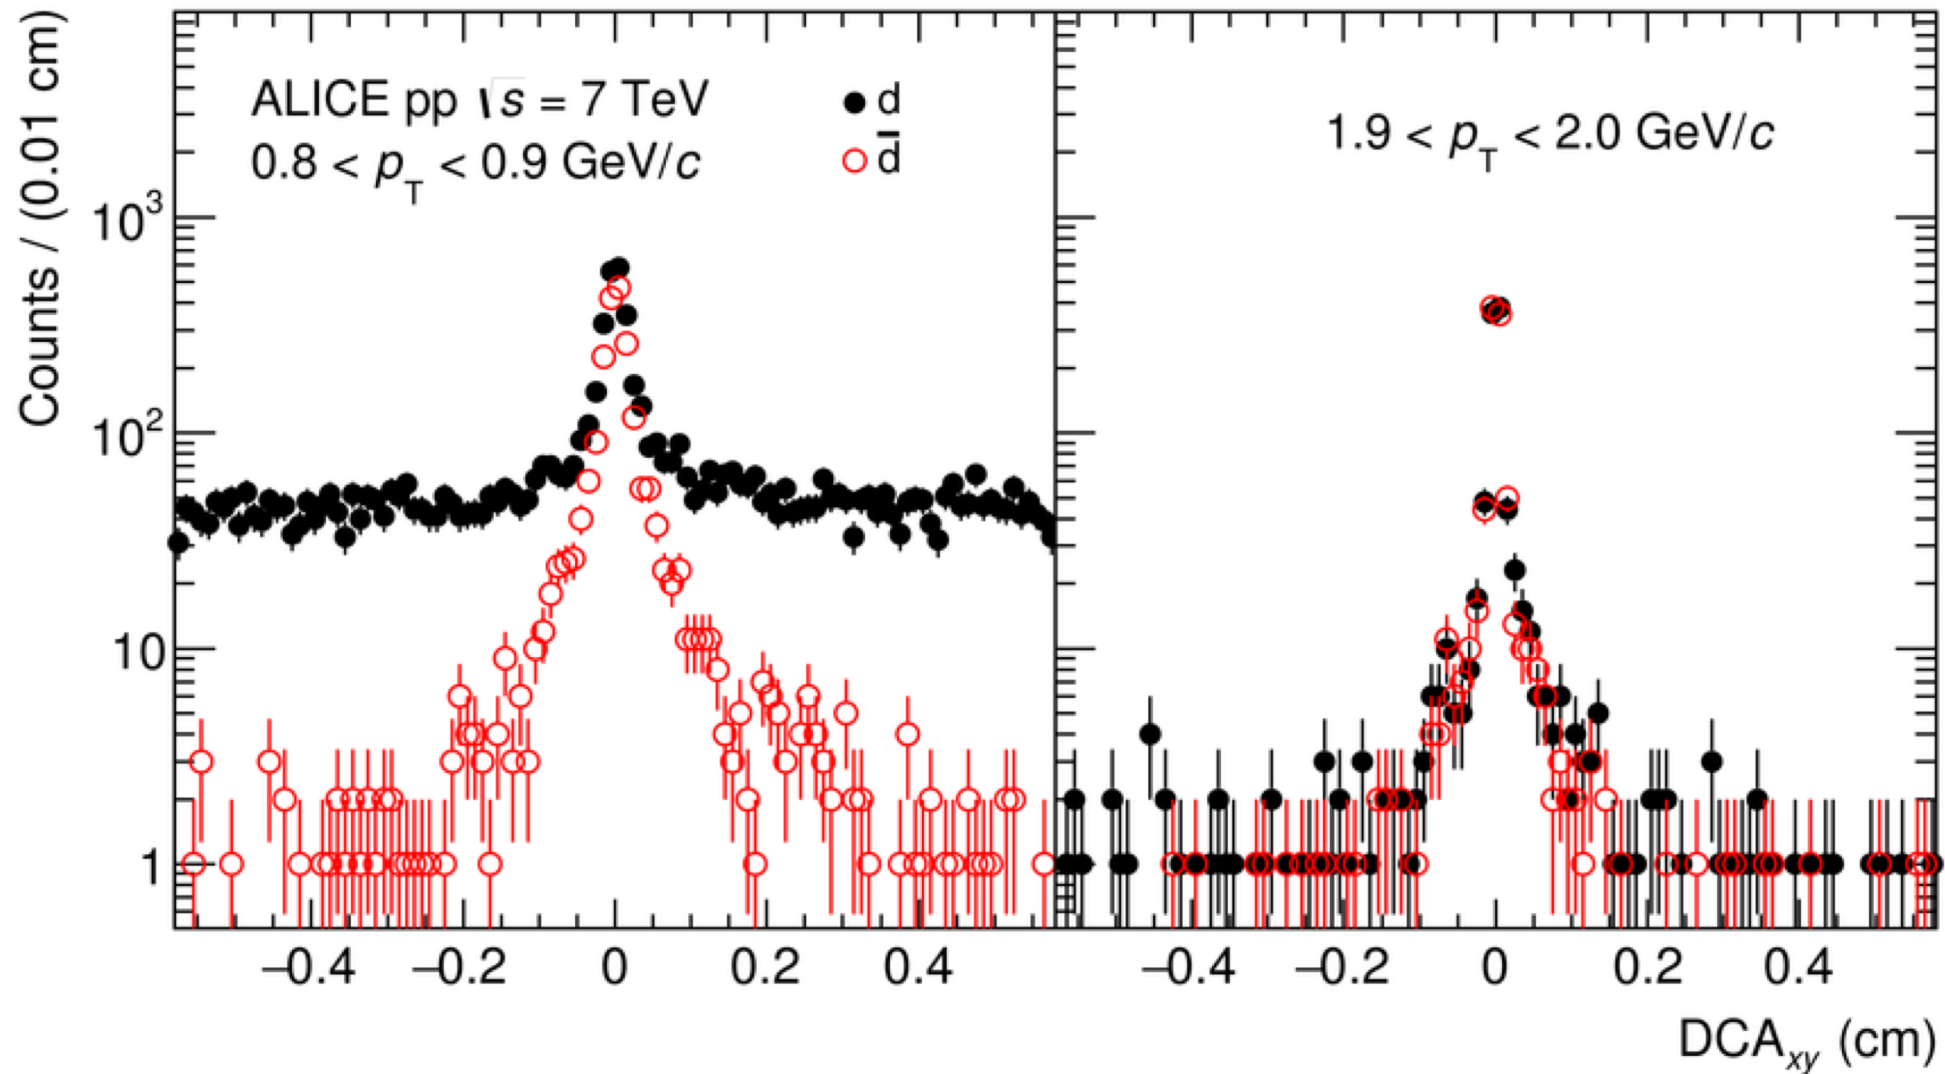 Counts / (0.01 cm)
ALICE pp √s = 7 TeV
0.8 < pT < 0.9 GeV/c
d
d̅
1.9 < pT < 2.0 GeV/c
10³
10²
10
1
−0.4 −0.2 0 0.2 0.4
−0.4 −0.2 0 0.2 0.4
DCAxy (cm)